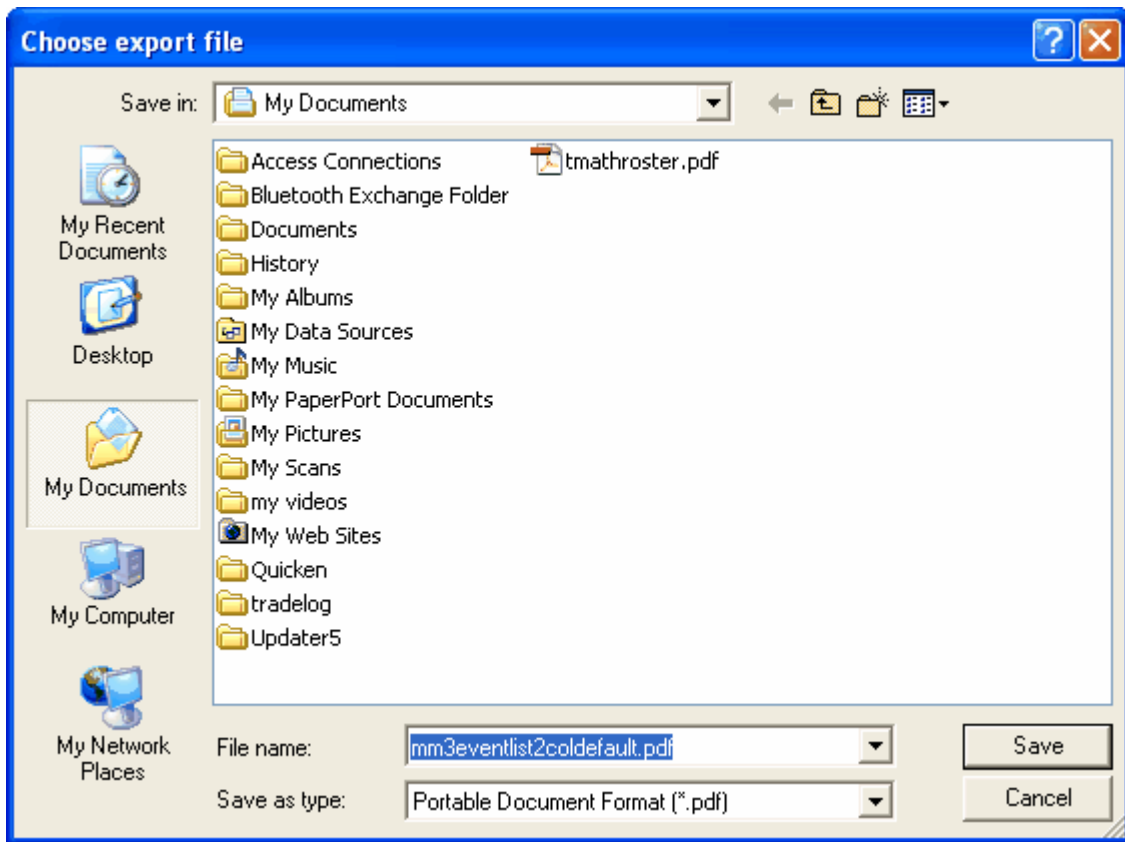 Choose export file
Save in:
My Documents
My Recent
Documents
Desktop
My Documents
My Computer
My Network
Places
Access Connections
Bluetooth Exchange Folder
Documents
History
My Albums
My Data Sources
My Music
My PaperPort Documents
My Pictures
My Scans
my videos
My Web Sites
Quicken
tradelog
Updater5
tmathroster.pdf
File name:
mm3eventlist2coldefault.pdf
Save
Save as type:
Portable Document Format (*.pdf)
Cancel